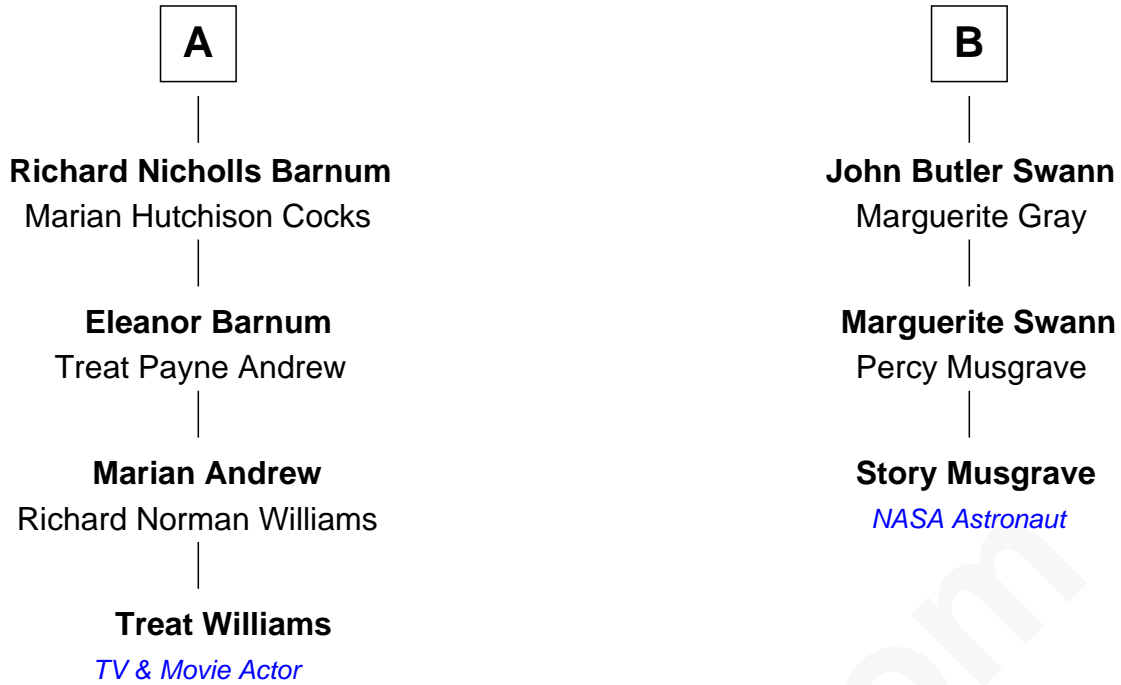 A
Richard Nicholls Barnum
Marian Hutchison Cocks
Eleanor Barnum
Treat Payne Andrew
Marian Andrew
Richard Norman Williams
Treat Williams
TV & Movie Actor
B
John Butler Swann
Marguerite Gray
Marguerite Swann
Percy Musgrave
Story Musgrave
NASA Astronaut
om